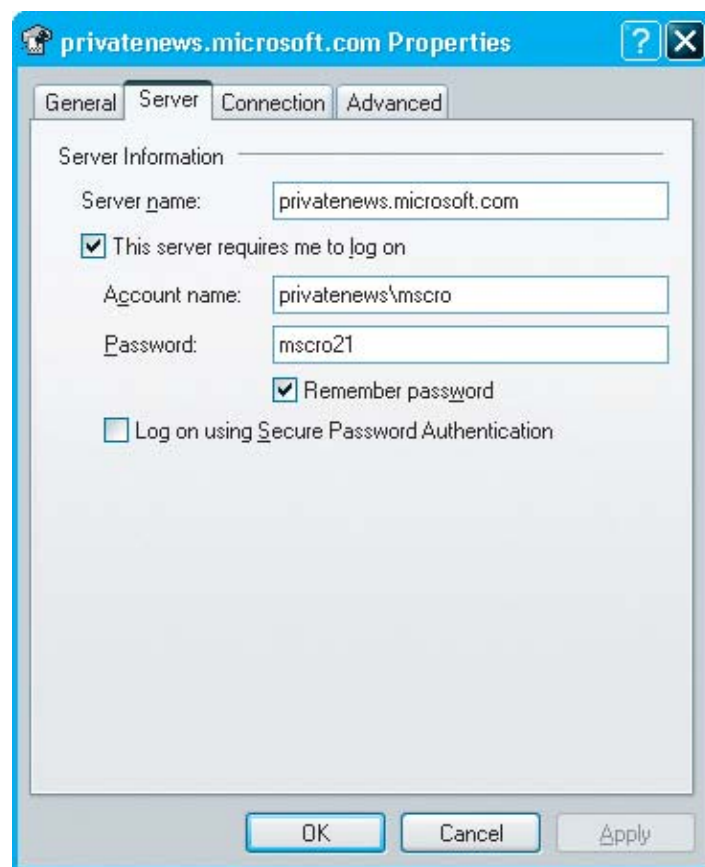 privatenews.microsoft.com Properties
General Server Connection Advanced
Server Information
Server name: privatenews.microsoft.com
This server requires me to log on
Account name: privatenews\mscro
Password: mscro21
Remember password
Log on using Secure Password Authentication
OK Cancel Apply